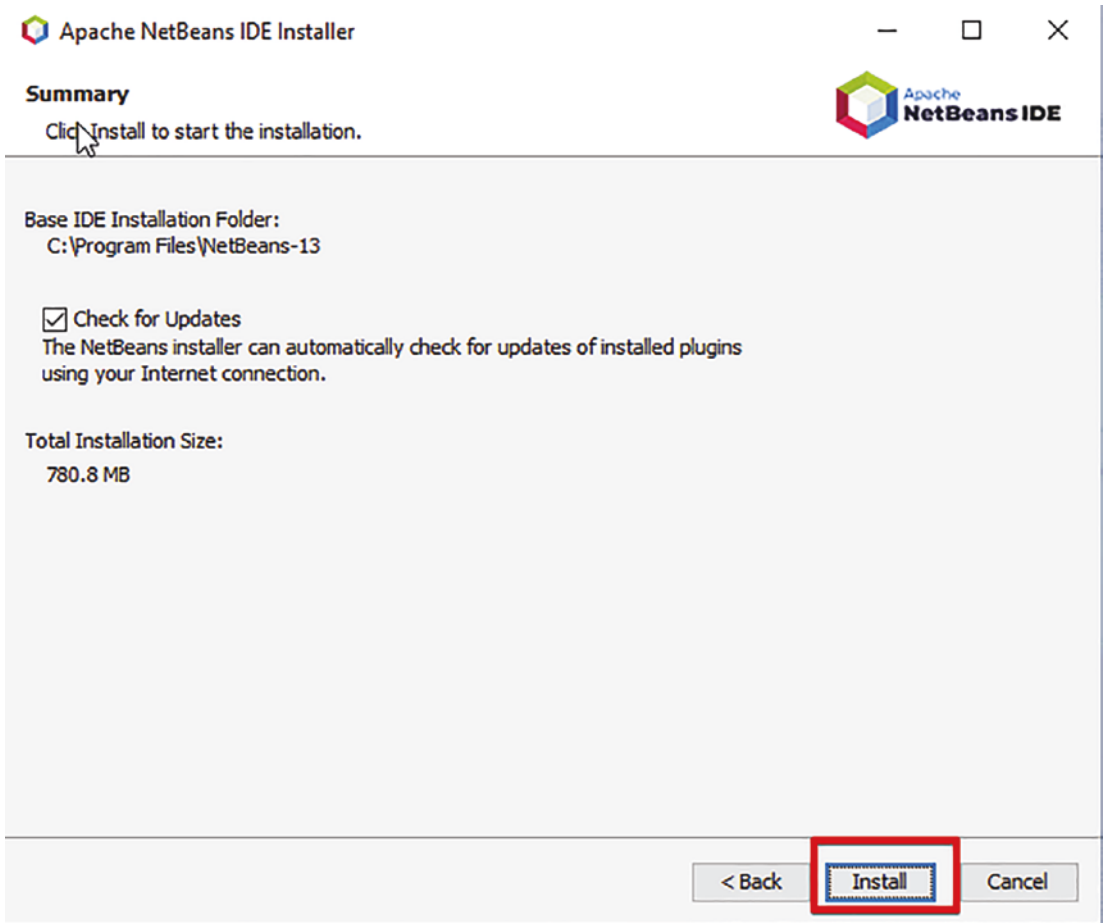 Apache NetBeans IDE Installer
Summary
Click Install to start the installation.
Apache
NetBeans IDE
Base IDE Installation Folder:
C:\Program Files\NetBeans-13
Check for Updates
The NetBeans installer can automatically check for updates of installed plugins
using your Internet connection.
Total Installation Size:
780.8 MB
< Back Install Cancel